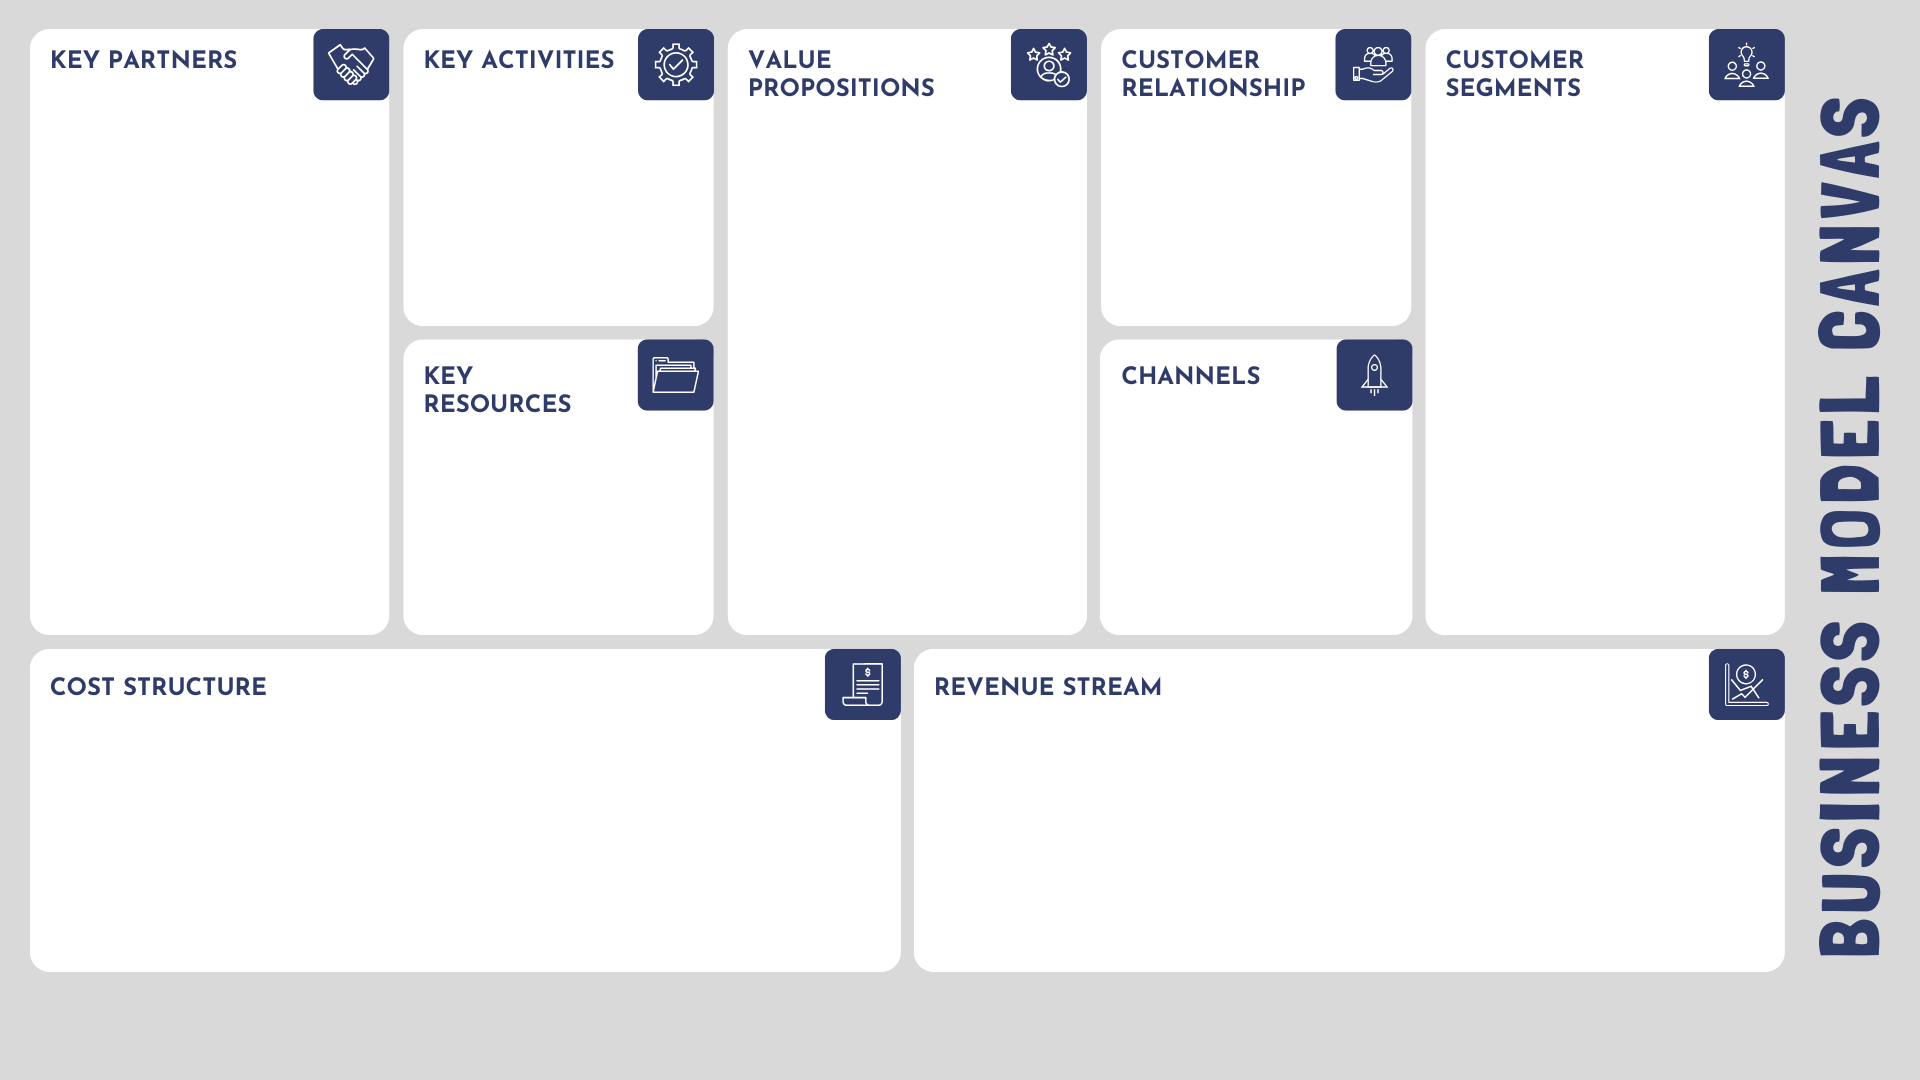 KEY PARTNERS
KEY ACTIVITIES
VALUE
PROPOSITIONS
CUSTOMER
RELATIONSHIP
CUSTOMER
SEGMENTS
KEY
RESOURCES
CHANNELS
COST STRUCTURE
$
REVENUE STREAM
$
BUSINESS MODEL CANVAS